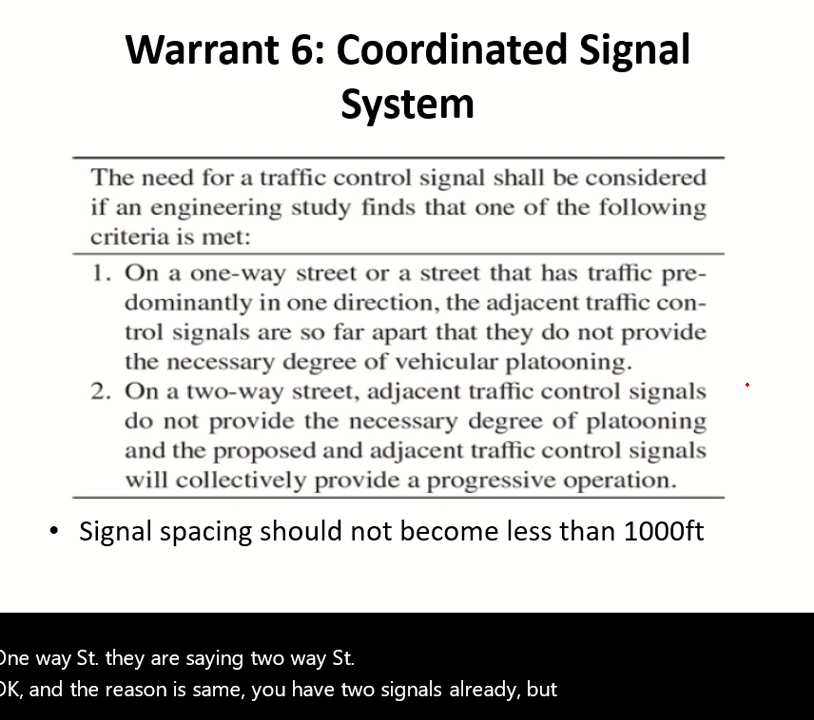 Warrant 6: Coordinated Signal
System
The need for a traffic control signal shall be considered
if an engineering study finds that one of the following
criteria is met:
1. On a one-way street or a street that has traffic pre-
dominantly in one direction, the adjacent traffic con-
trol signals are so far apart that they do not provide
the necessary degree of vehicular platooning.
2. On a two-way street, adjacent traffic control signals
do not provide the necessary degree of platooning
and the proposed and adjacent traffic control signals
will collectively provide a progressive operation.
• Signal spacing should not become less than 1000ft
One way St. they are saying two way St.
OK, and the reason is same, you have two signals already, but